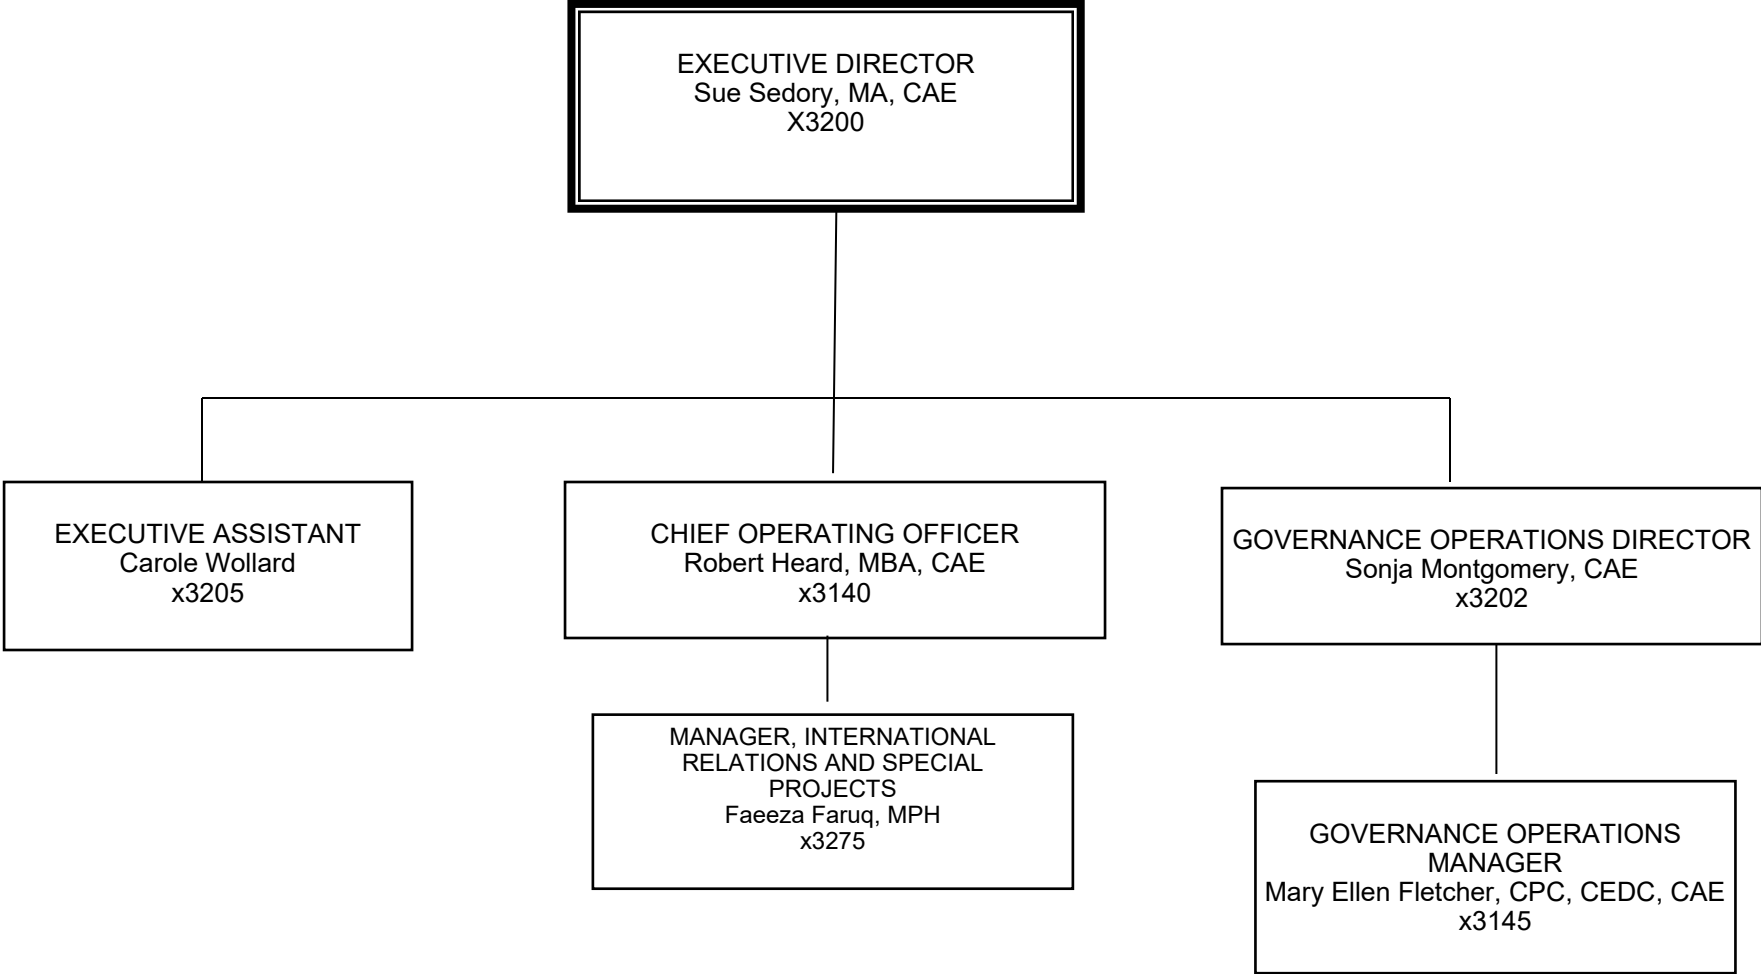 EXECUTIVE DIRECTOR
Sue Sedory, MA, CAE
X3200
EXECUTIVE ASSISTANT
Carole Wollard
x3205
CHIEF OPERATING OFFICER
Robert Heard, MBA, CAE
x3140
GOVERNANCE OPERATIONS DIRECTOR
Sonja Montgomery, CAE
x3202
MANAGER, INTERNATIONAL
RELATIONS AND SPECIAL
PROJECTS
Faeeza Faruq, MPH
x3275
GOVERNANCE OPERATIONS
MANAGER
Mary Ellen Fletcher, CPC, CEDC, CAE
x3145